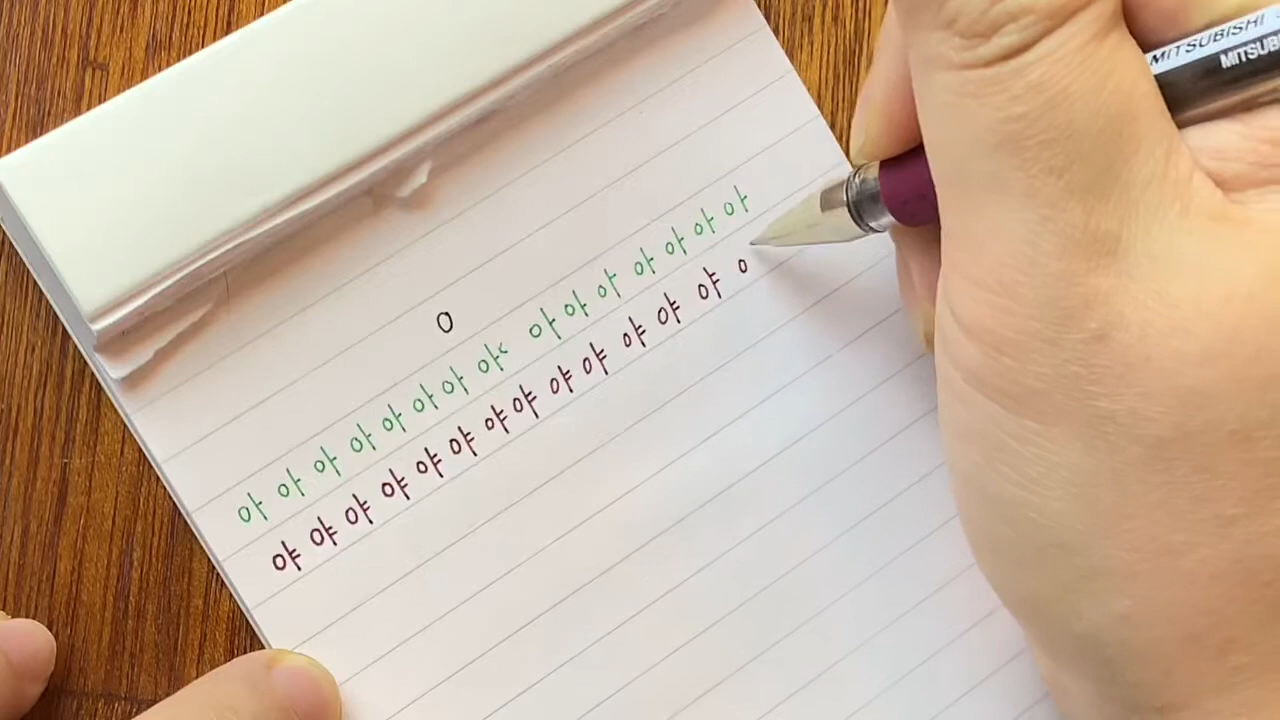 ㅇ
아 아 아 아 아 아 아 아 아 아 아 아 아 아 아
야 야 야 야 야 야 야 야 야 야 야 야 야 ㅇ
MITSUBISHI